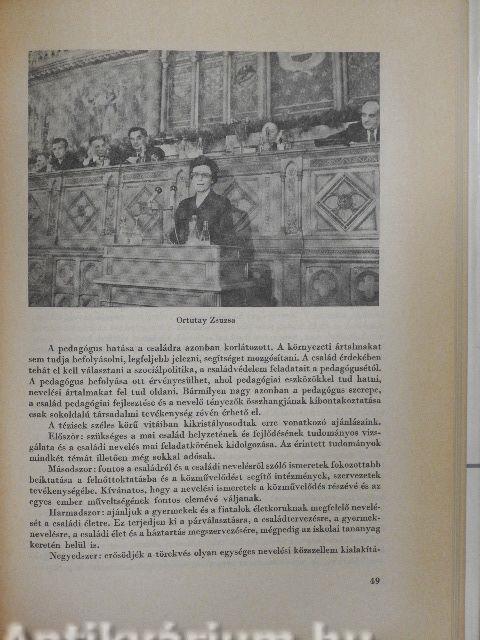 Ortutay Zsuzsa
A pedagógus hatása a családra azonban korlátozott. A környezeti ártalmakat
sem tudja befolyásolni, legfeljebb jelezni, segítséget mozgósítani. A család érdekében
tehát el kell választani a szociálpolitika, a családvédelem feladatait a pedagógusétól.
A pedagógus befolyása ott érvényesülhet, ahol pedagógiai eszközökkel tud hatni,
nevelési ártalmakat fel tud oldani. Bármilyen nagy azonban a pedagógus szerepe,
a család pedagógiai fejlesztése és a nevelő tényezők összhangjának kibontakoztatása
csak sokoldalú társadalmi tevékenység révén érhető el.
A tézisek széles körű vitáiban kikristályosodtak erre vonatkozó ajánlásaink.
Először: szükséges a mai család helyzetének és fejlődésének tudományos vizs-
gálata és a családi nevelés mai feladatkörének kidolgozása. Az érintett tudományok
mindkét témát illetően még sokkal adósak.
Másodszor: fontos a családról és a családi nevelésről szóló ismeretek fokozottabb
beiktatása a felnőttoktatásba és a közművelődést segítő intézmények, szervezetek
tevékenységébe. Kívánatos, hogy a nevelési ismeretek a közművelődés részévé és az
egyes ember műveltségének fontos elemévé váljanak.
Harmadszor: ajánljuk a gyermekek és a fiatalok életkoruknak megfelelő nevelé-
sét a családi életre. Ez terjedjen ki a párválasztásra, a családtervezésre, a gyermek-
nevelésre, a családi élet és a háztartás megszervezésére, mégpedig az iskolai tananyag
keretén belül is.
Negyedszer: erősödjék a törekvés olyan egységes nevelési közszellem kialakítá-
49
Antikvárium.hu